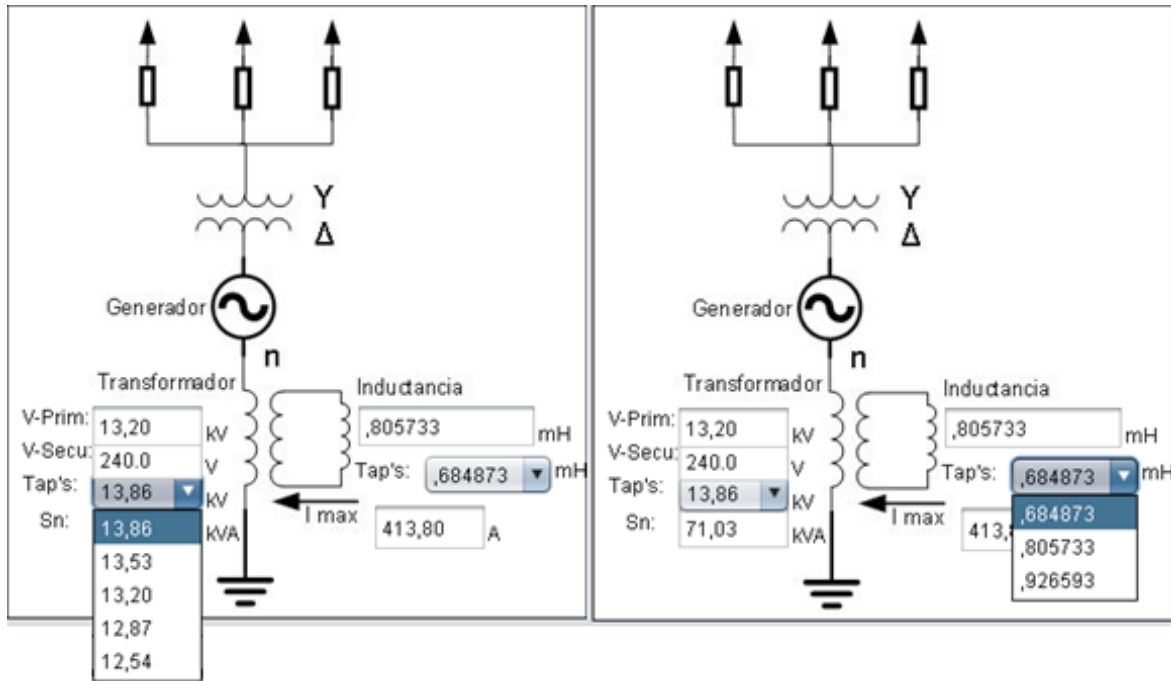 Y
Δ
Generador
n
Transformador
Inductancia
V-Prim: 13,20 kV
,805733 mH
V-Secu: 240.0 V
Tap's: 13,86 kV
Tap's: ,684873 mH
Sn: kVA
I max
413,80 A
13,86
13,53
13,20
12,87
12,54
Y
Δ
Generador
n
Transformador
Inductancia
V-Prim: 13,20 kV
,805733 mH
V-Secu: 240.0 V
Tap's: 13,86 kV
Tap's: ,684873 mH
Sn: 71,03 kVA
I max
413,
,684873
,805733
,926593